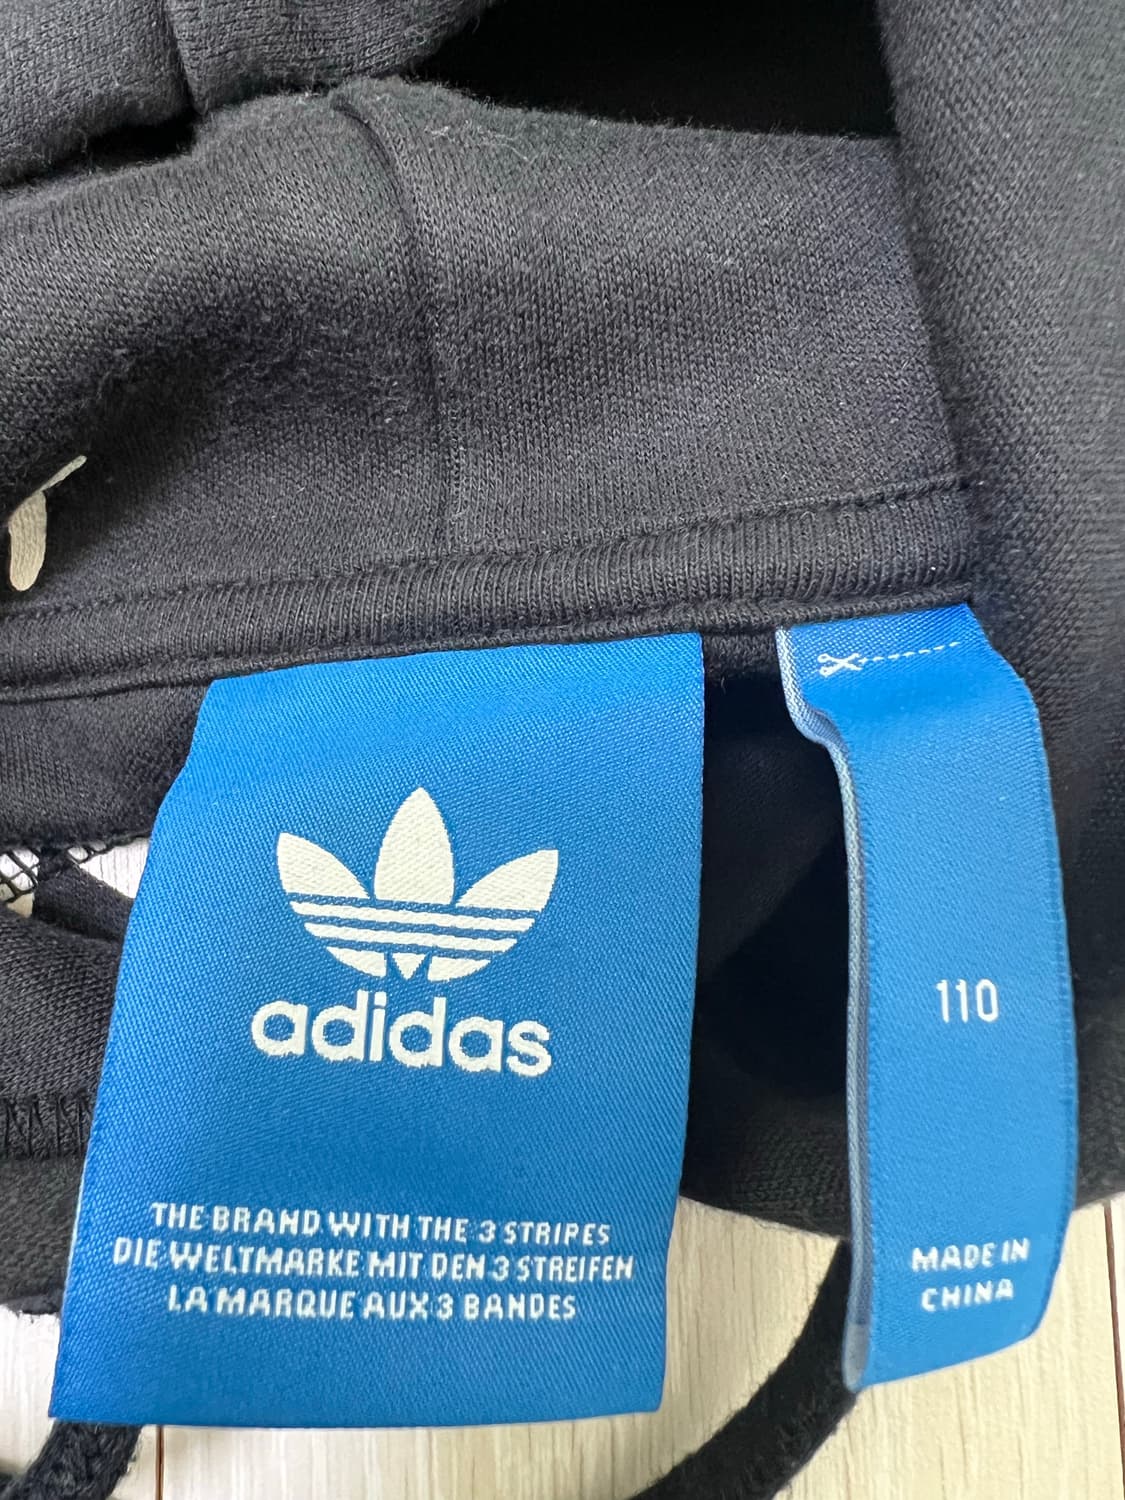 adidas
THE BRAND WITH THE 3 STRIPES
DIE WELTMARKE MIT DEN 3 STREIFEN
LA MARQUE AUX 3 BANDES
110
MADE IN
CHINA